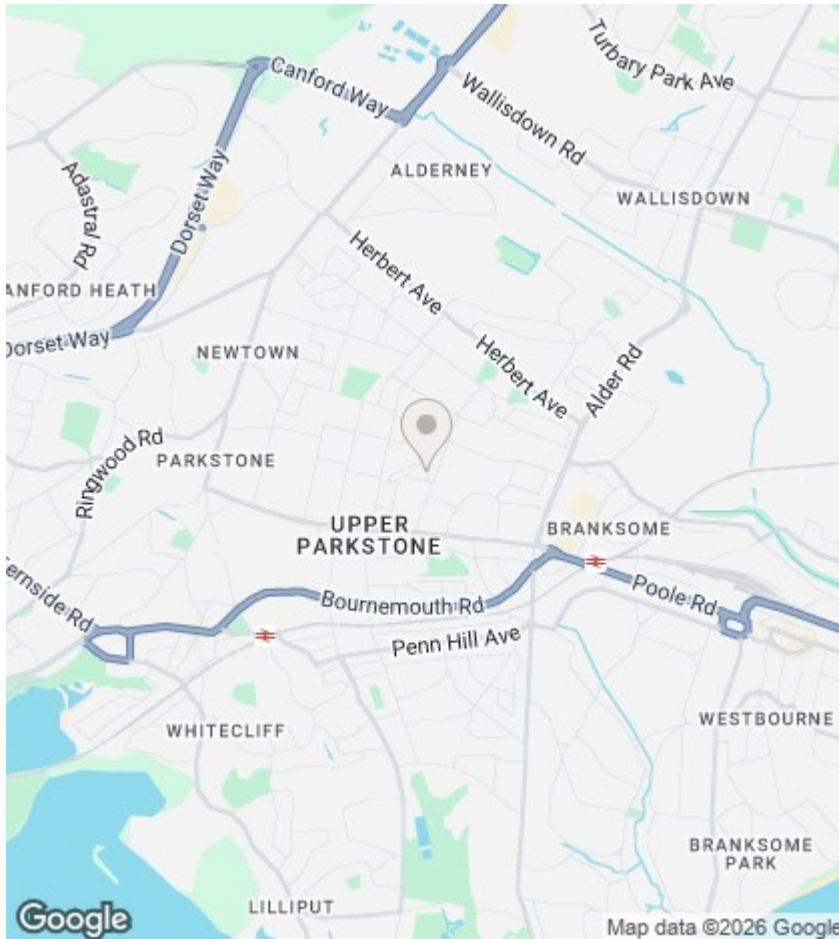 Turbary Park Ave
Canford Way
Wallisdown Rd
ALDERNEY
WALLISDOWN
Adastral Rd
Dorset Way
Herbert Ave
ANFORD HEATH
Dorset Way
NEWTOWN
Herbert Ave
Alder Rd
Ringwood Rd
PARKSTONE
UPPER
PARKSTONE
BRANKSOME
ernside Rd
Bournemouth Rd
Poole Rd
Penn Hill Ave
WHITECLIFF
WESTBOURNE
BRANKSOME
PARK
LILLIPUT
Google
Map data ©2026 Google